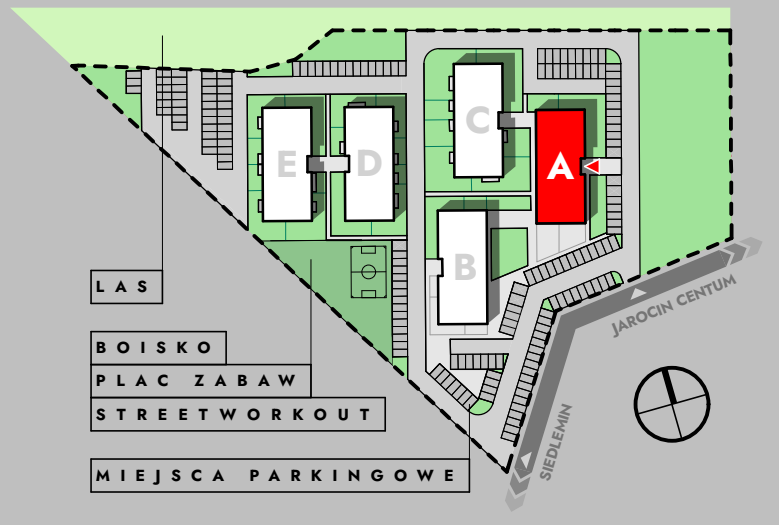 C
A
E
D
B
LAS
JAROCIN CENTUM
BOISKO
PLAC ZABAW
STREETWORKOUT
SIEDLEMIN
MIEJSCA PARKINGOWE